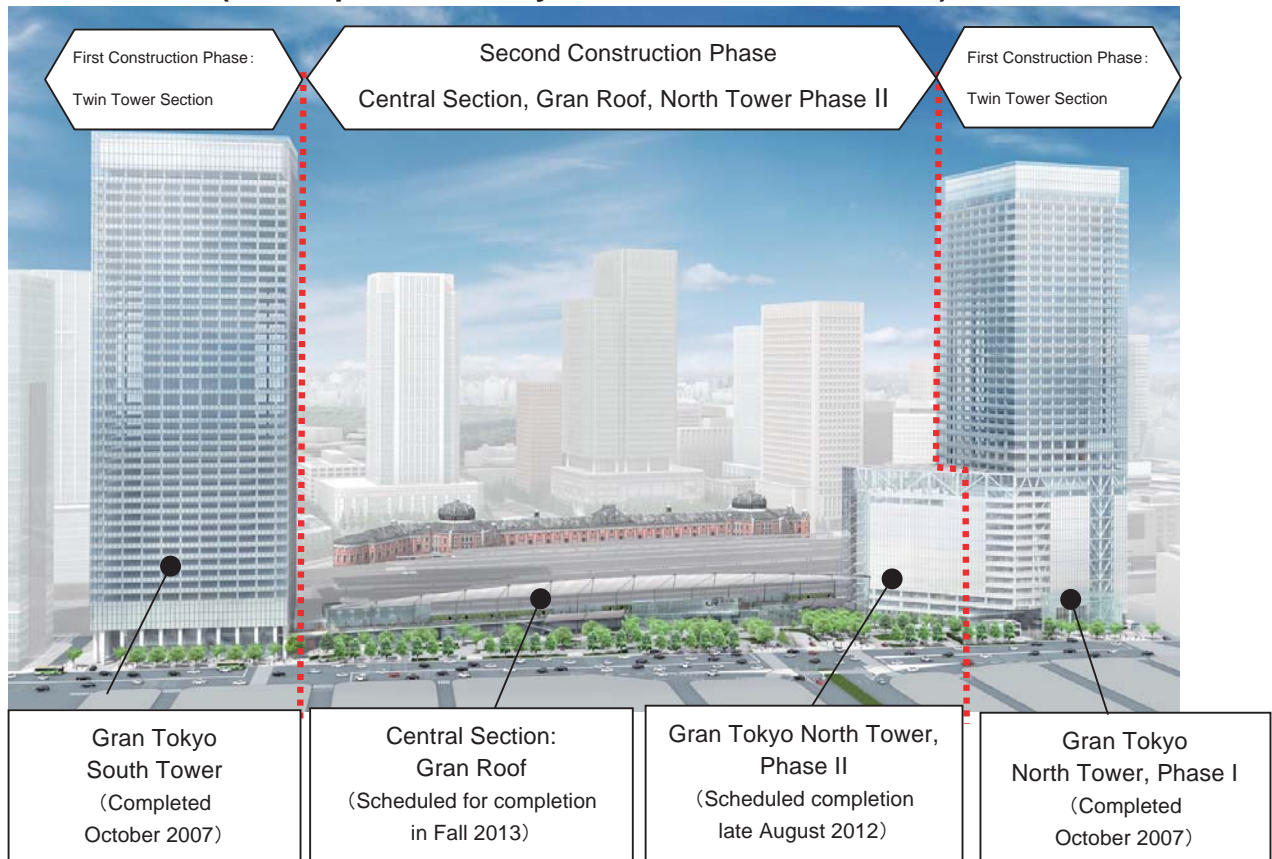 First Construction Phase:
Twin Tower Section
Second Construction Phase
Central Section, Gran Roof, North Tower Phase II
First Construction Phase:
Twin Tower Section
Gran Tokyo
South Tower
（Completed
October 2007）
Central Section:
Gran Roof
（Scheduled for completion
in Fall 2013）
Gran Tokyo North Tower,
Phase II
（Scheduled completion
late August 2012）
Gran Tokyo
North Tower, Phase I
（Completed
October 2007）